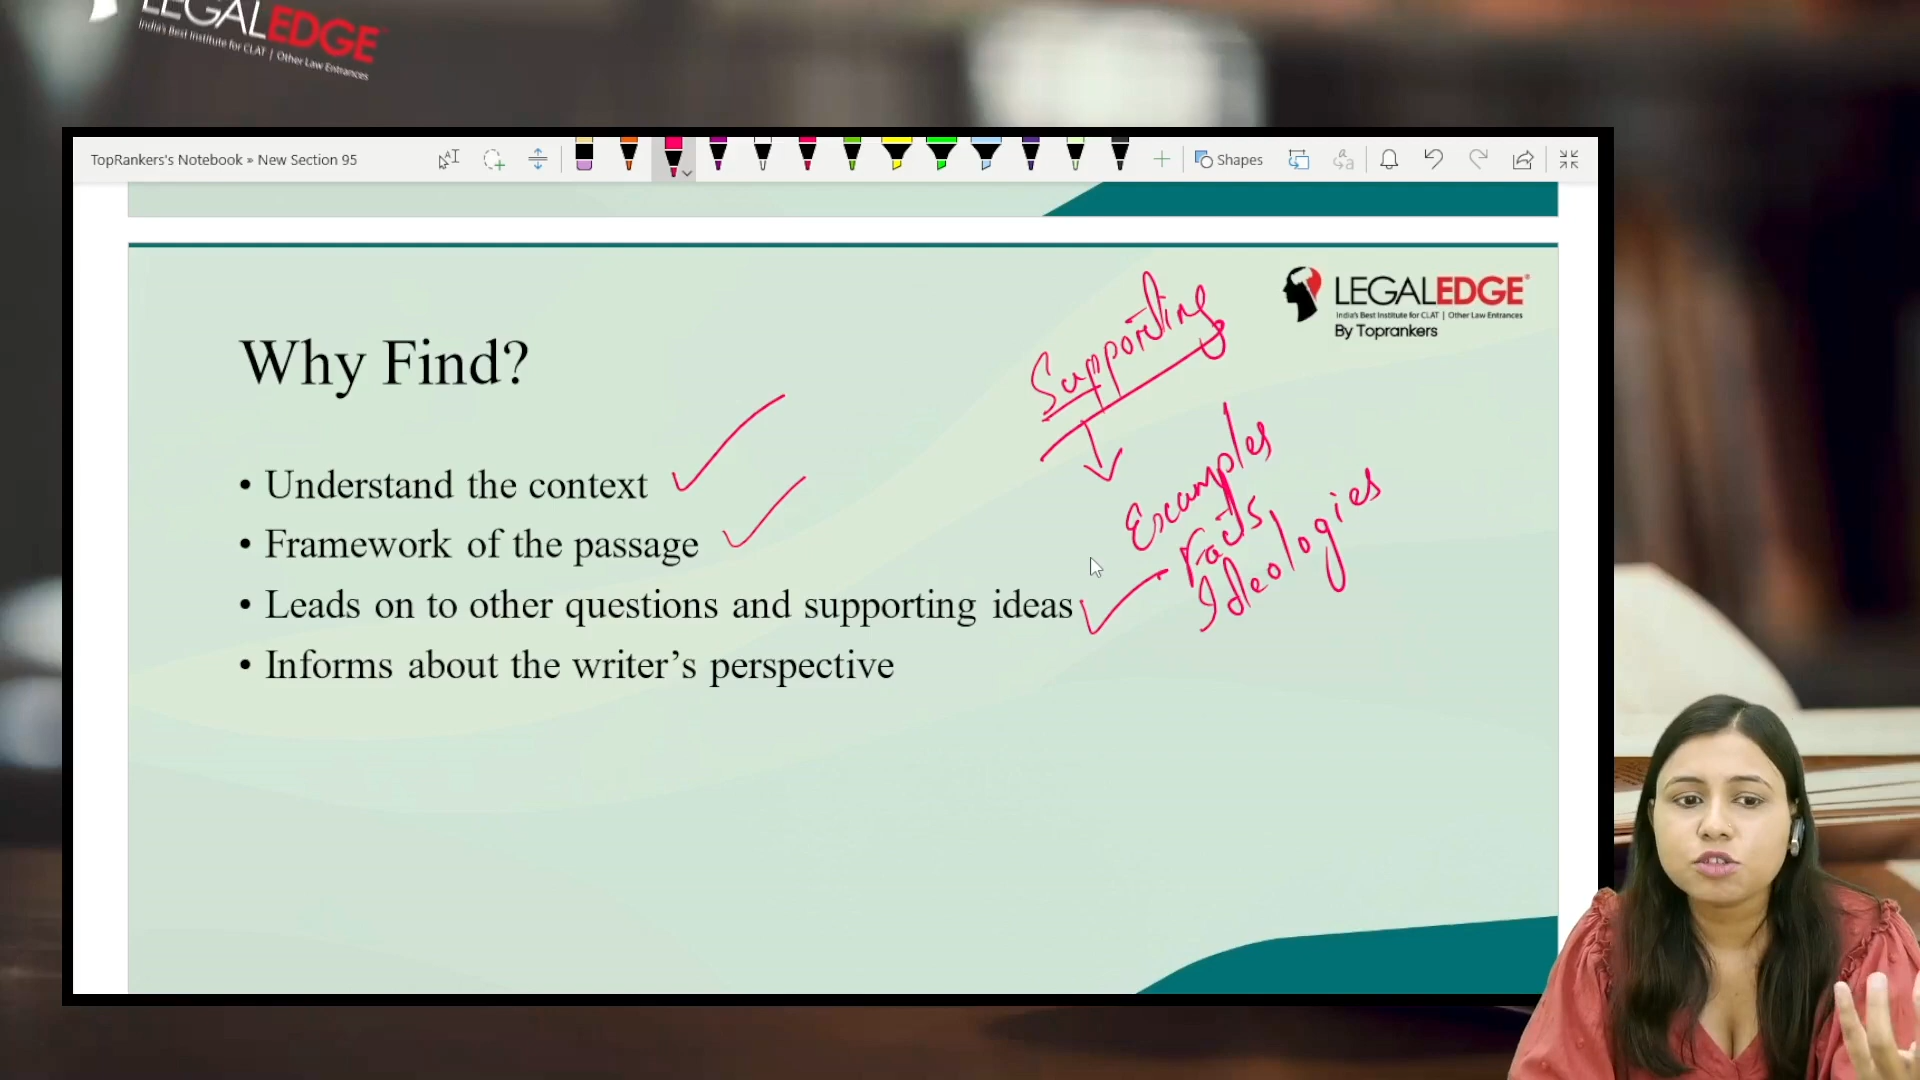 LEGALEDGE
India's Best Institute for CLAT | Other Law Entrances
TopRankers's Notebook » New Section 95
Shapes
LEGALEDGE
India's Best Institute for CLAT | Other Law Entrances
By Toprankers
Why Find?
• Understand the context
• Framework of the passage
• Leads on to other questions and supporting ideas
• Informs about the writer's perspective
Supporting
Examples
Facts
Ideologies